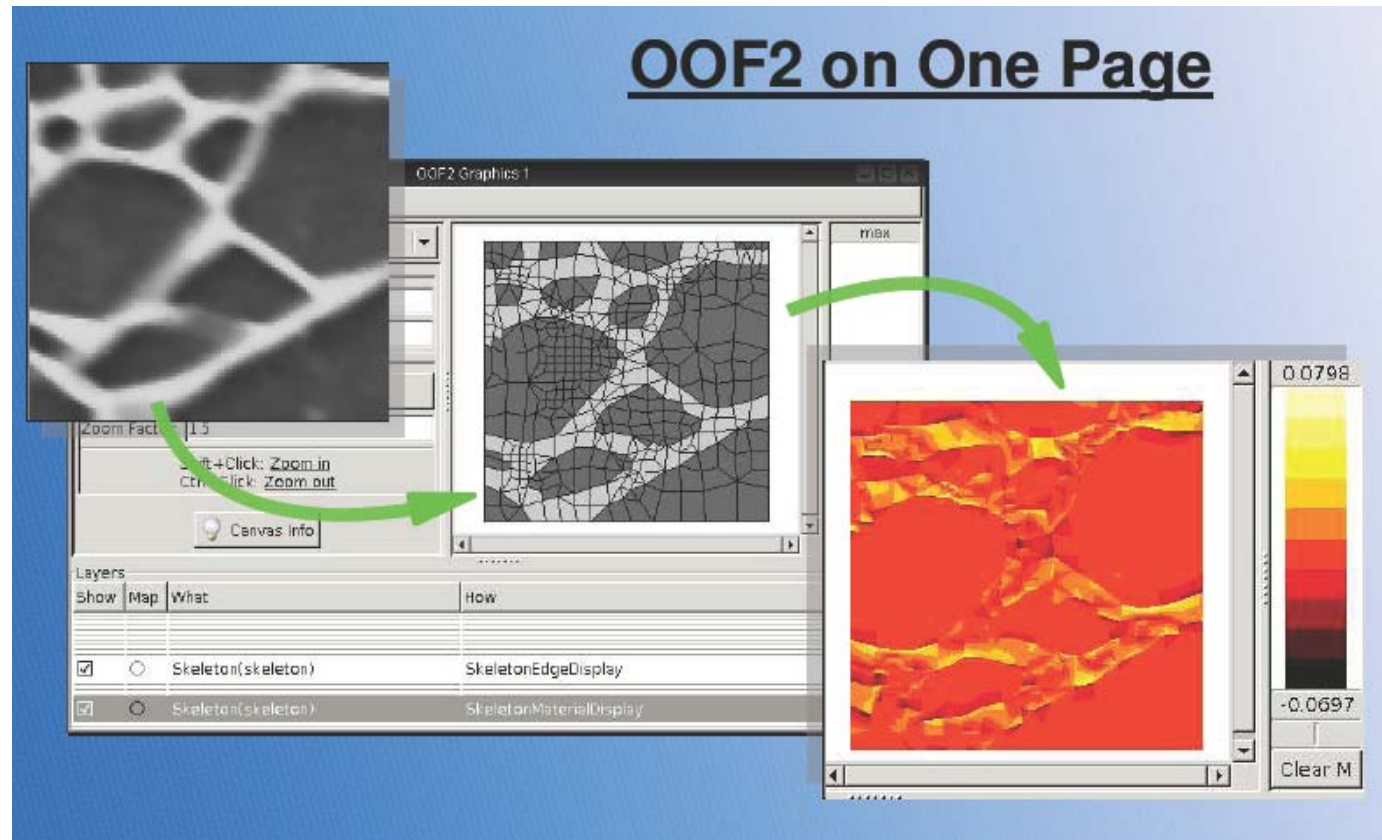 OOF2 on One Page
OOF2 Graphics 1
max
Zoom Factor 1.5
Shift+Click: Zoom in
Ctrl+Click: Zoom out
Canvas Info
Layers
Show Map What How
Skeleton(skeleton) SkeletonEdgeDisplay
Skeleton(skeleton) SkeletonMaterialDisplay
0.0798
-0.0697
Clear M